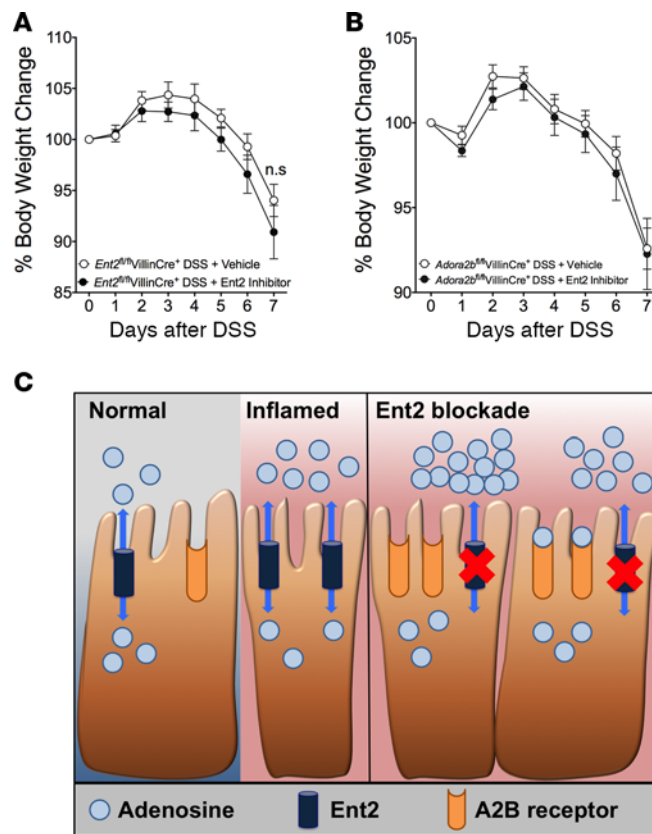 A
110
105
100
95
90
85
% Body Weight Change
n.s
Ent2fl/flVillinCre+ DSS + Vehicle
Ent2fl/flVillinCre+ DSS + Ent2 Inhibitor
0 1 2 3 4 5 6 7
Days after DSS
B
105
100
95
90
% Body Weight Change
Adora2bfl/flVillinCre+ DSS + Vehicle
Adora2bfl/flVillinCre+ DSS + Ent2 Inhibitor
0 1 2 3 4 5 6 7
Days after DSS
C
Normal
Inflamed
Ent2 blockade
Adenosine
Ent2
A2B receptor